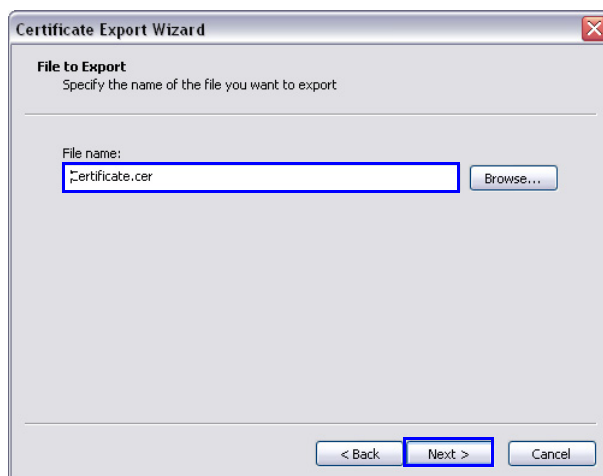 Certificate Export Wizard
File to Export
Specify the name of the file you want to export
File name:
Certificate.cer
Browse...
< Back
Next >
Cancel